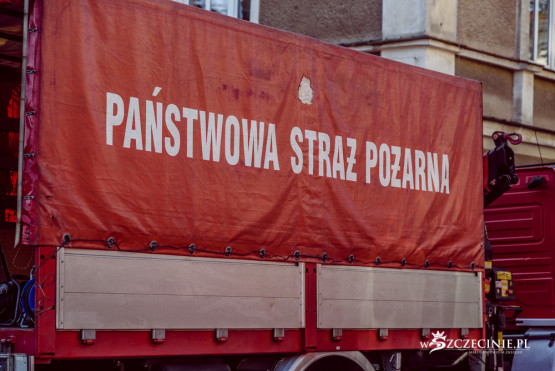 PAŃSTWOWA STRAŻ POŻARNA
wSZCZECINIE.PL